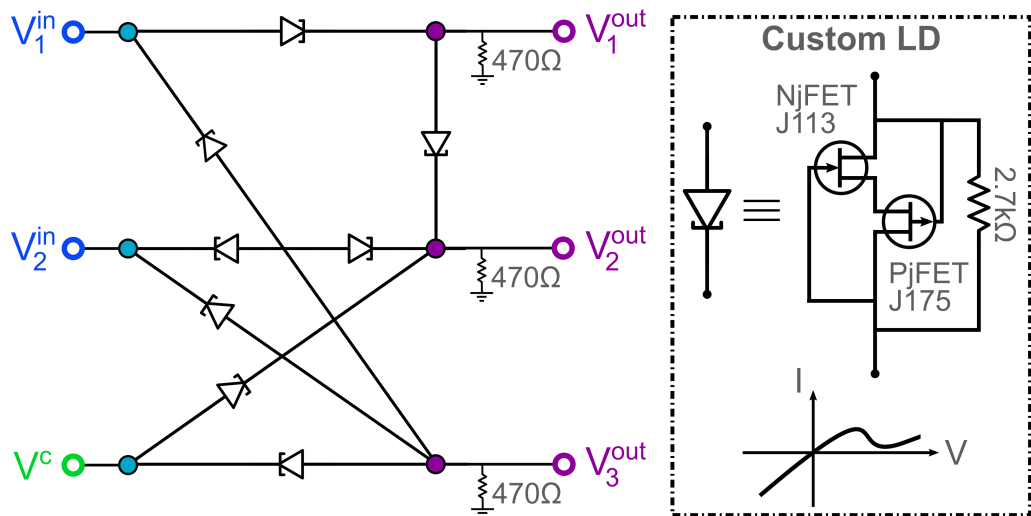 V₁ⁱⁿ
V₁ᵒᵘᵗ
470Ω
V₂ⁱⁿ
V₂ᵒᵘᵗ
470Ω
Vᶜ
V₃ᵒᵘᵗ
470Ω
Custom LD
NjFET
J113
2.7kΩ
PjFET
J175
I
V